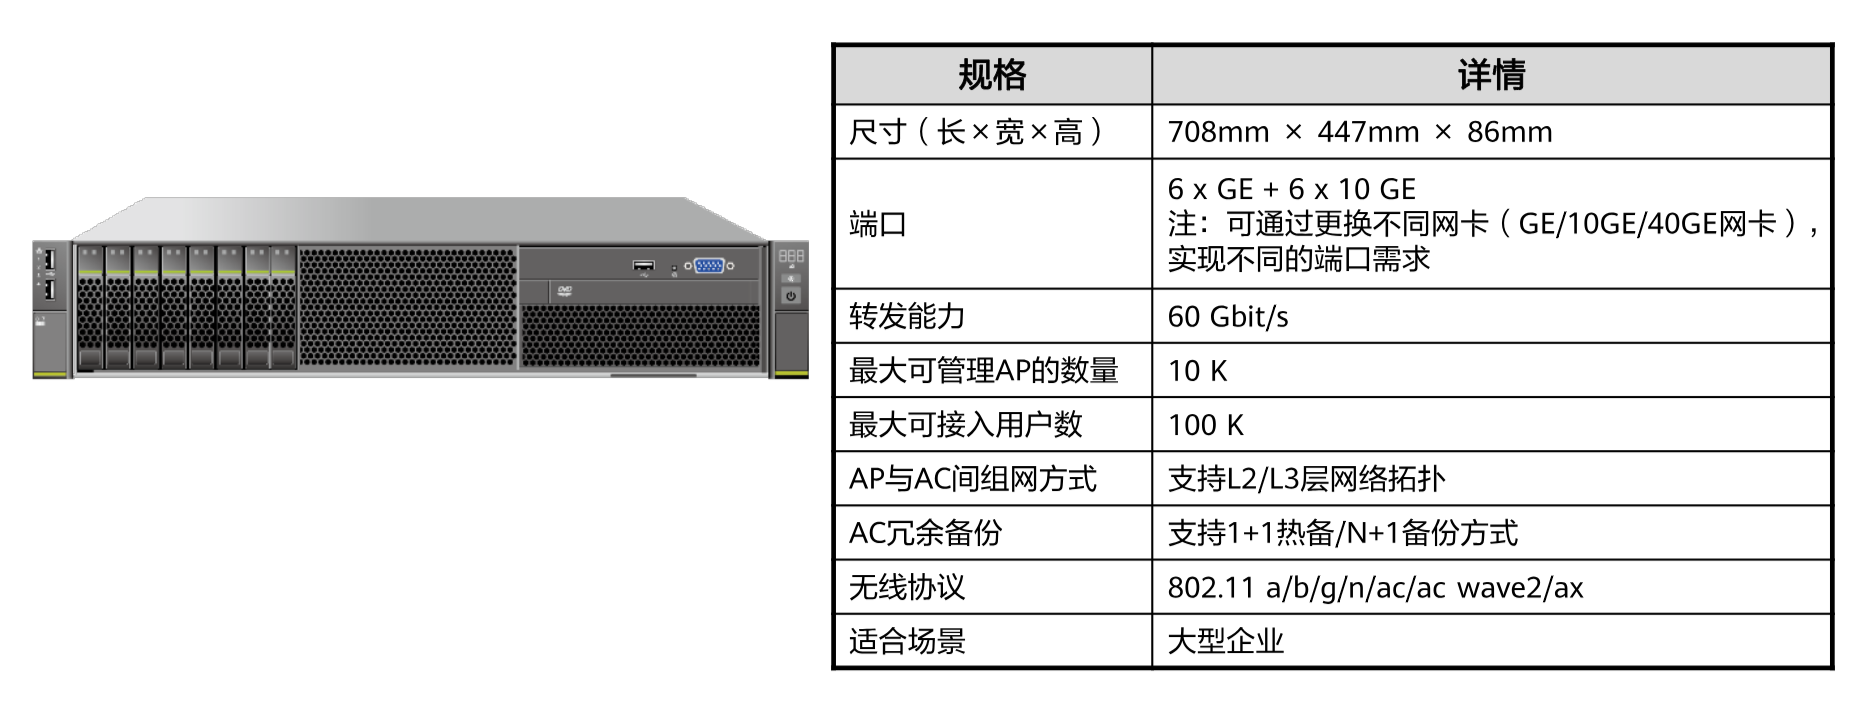 规格 详情
尺寸（长×宽×高） 708mm × 447mm × 86mm
端口 6 x GE + 6 x 10 GE
注：可通过更换不同网卡（GE/10GE/40GE网卡），
实现不同的端口需求
转发能力 60 Gbit/s
最大可管理AP的数量 10 K
最大可接入用户数 100 K
AP与AC间组网方式 支持L2/L3层网络拓扑
AC冗余备份 支持1+1热备/N+1备份方式
无线协议 802.11 a/b/g/n/ac/ac wave2/ax
适合场景 大型企业